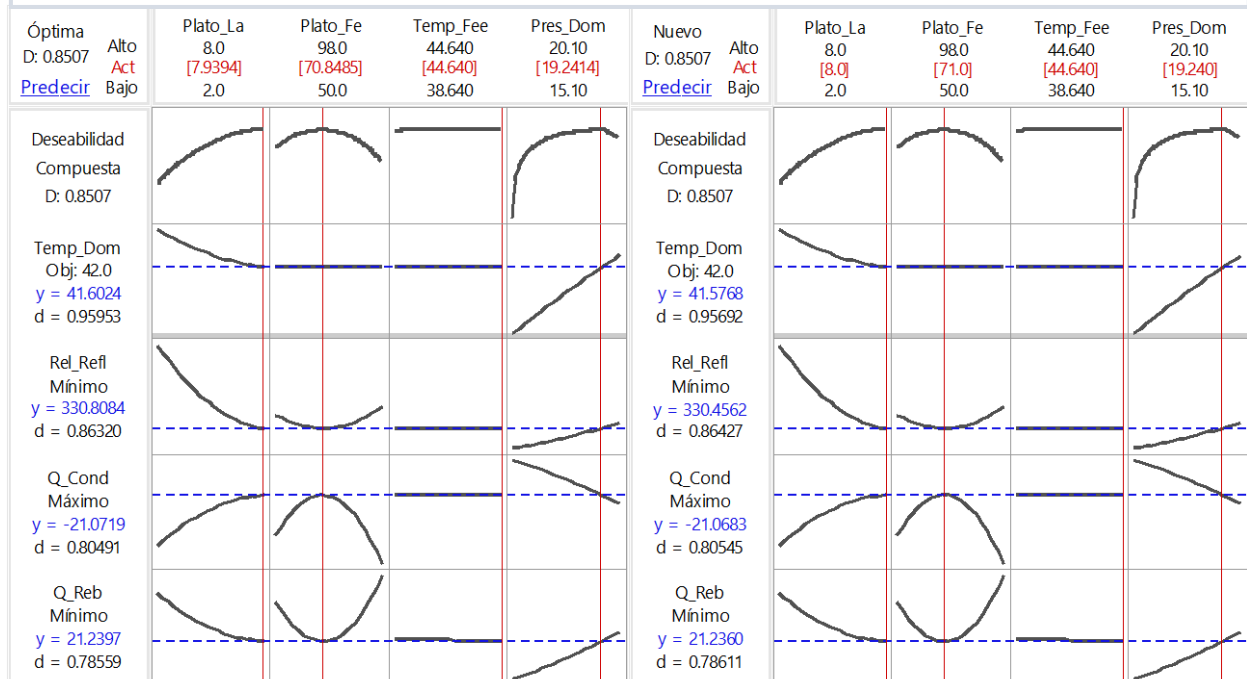 Óptima
D: 0.8507
Predecir
Alto
Act
Bajo
Plato_La
8.0
[7.9394]
2.0
Plato_Fe
98.0
[70.8485]
50.0
Temp_Fee
44.640
[44.640]
38.640
Pres_Dom
20.10
[19.2414]
15.10
Deseabilidad
Compuesta
D: 0.8507
Temp_Dom
Obj: 42.0
y = 41.6024
d = 0.95953
Rel_Refl
Mínimo
y = 330.8084
d = 0.86320
Q_Cond
Máximo
y = -21.0719
d = 0.80491
Q_Reb
Mínimo
y = 21.2397
d = 0.78559
Nuevo
D: 0.8507
Predecir
Alto
Act
Bajo
Plato_La
8.0
[8.0]
2.0
Plato_Fe
98.0
[71.0]
50.0
Temp_Fee
44.640
[44.640]
38.640
Pres_Dom
20.10
[19.240]
15.10
Deseabilidad
Compuesta
D: 0.8507
Temp_Dom
Obj: 42.0
y = 41.5768
d = 0.95692
Rel_Refl
Mínimo
y = 330.4562
d = 0.86427
Q_Cond
Máximo
y = -21.0683
d = 0.80545
Q_Reb
Mínimo
y = 21.2360
d = 0.78611